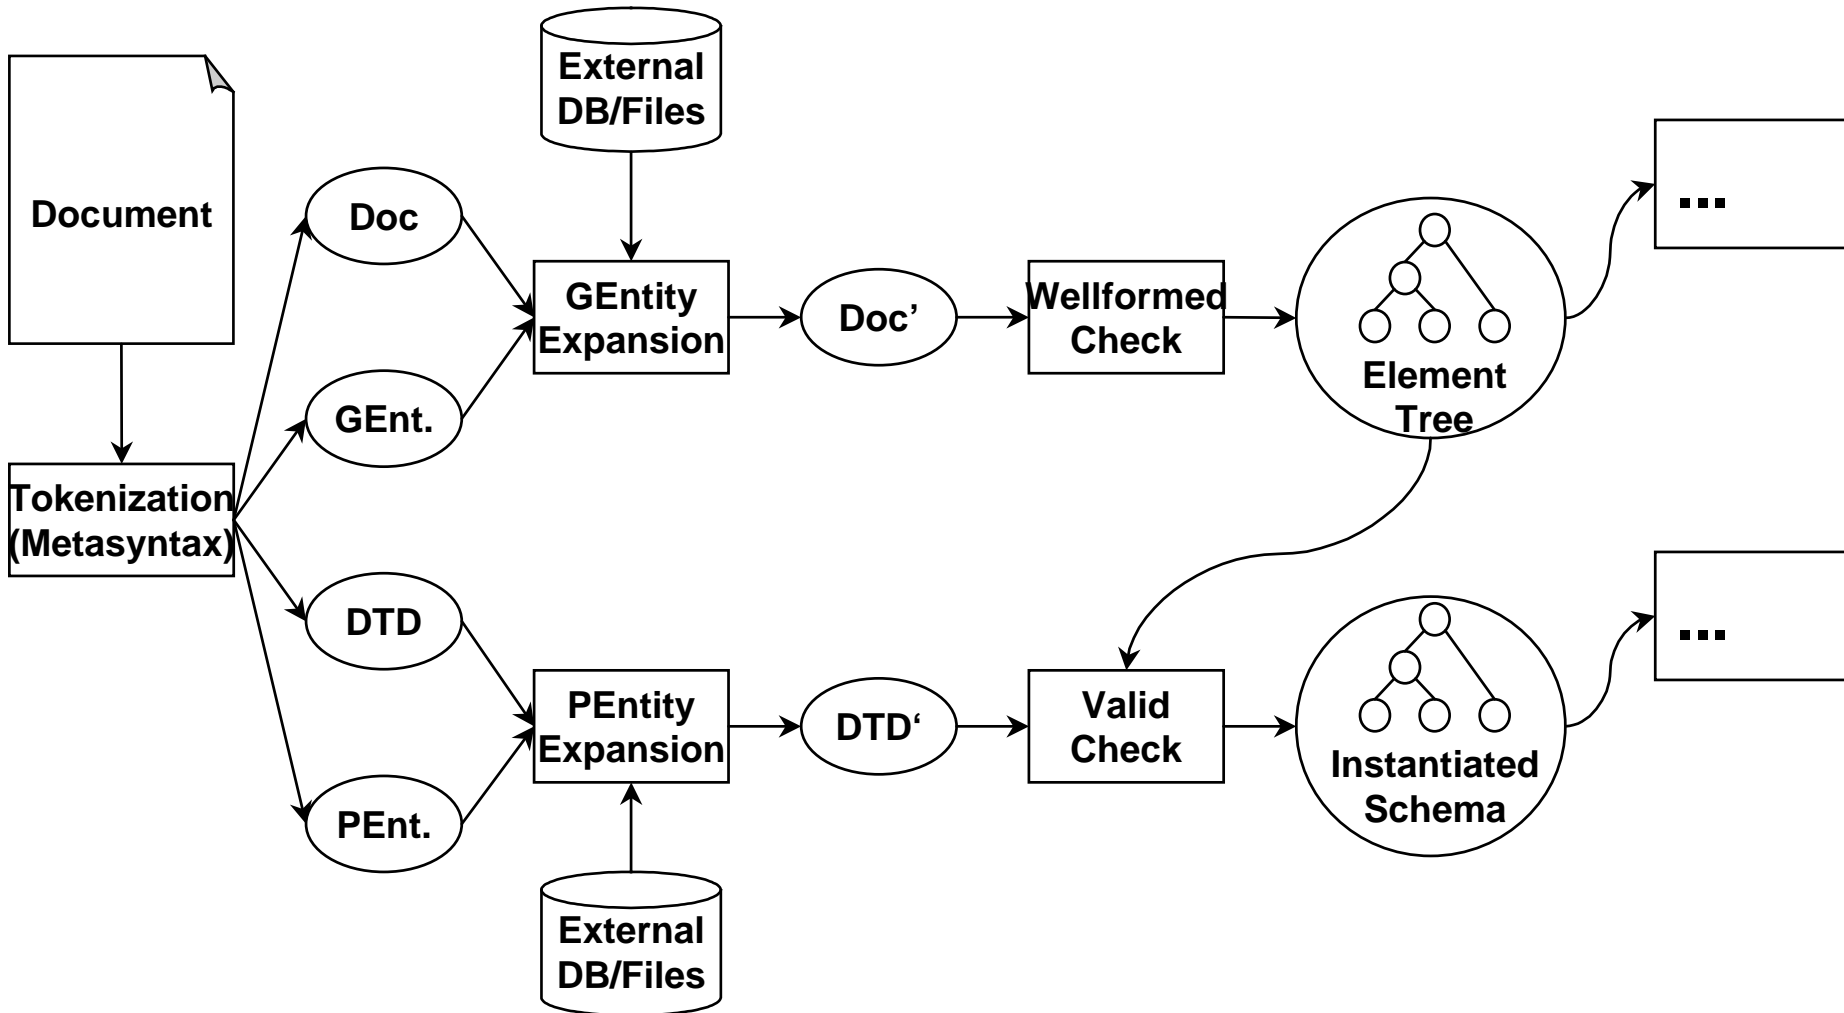 External
DB/Files
Document
Doc
GEntity
Expansion
Doc’
Wellformed
Check
Element
Tree
...
GEnt.
Tokenization
(Metasyntax)
DTD
PEntity
Expansion
DTD‘
Valid
Check
Instantiated
Schema
...
PEnt.
External
DB/Files